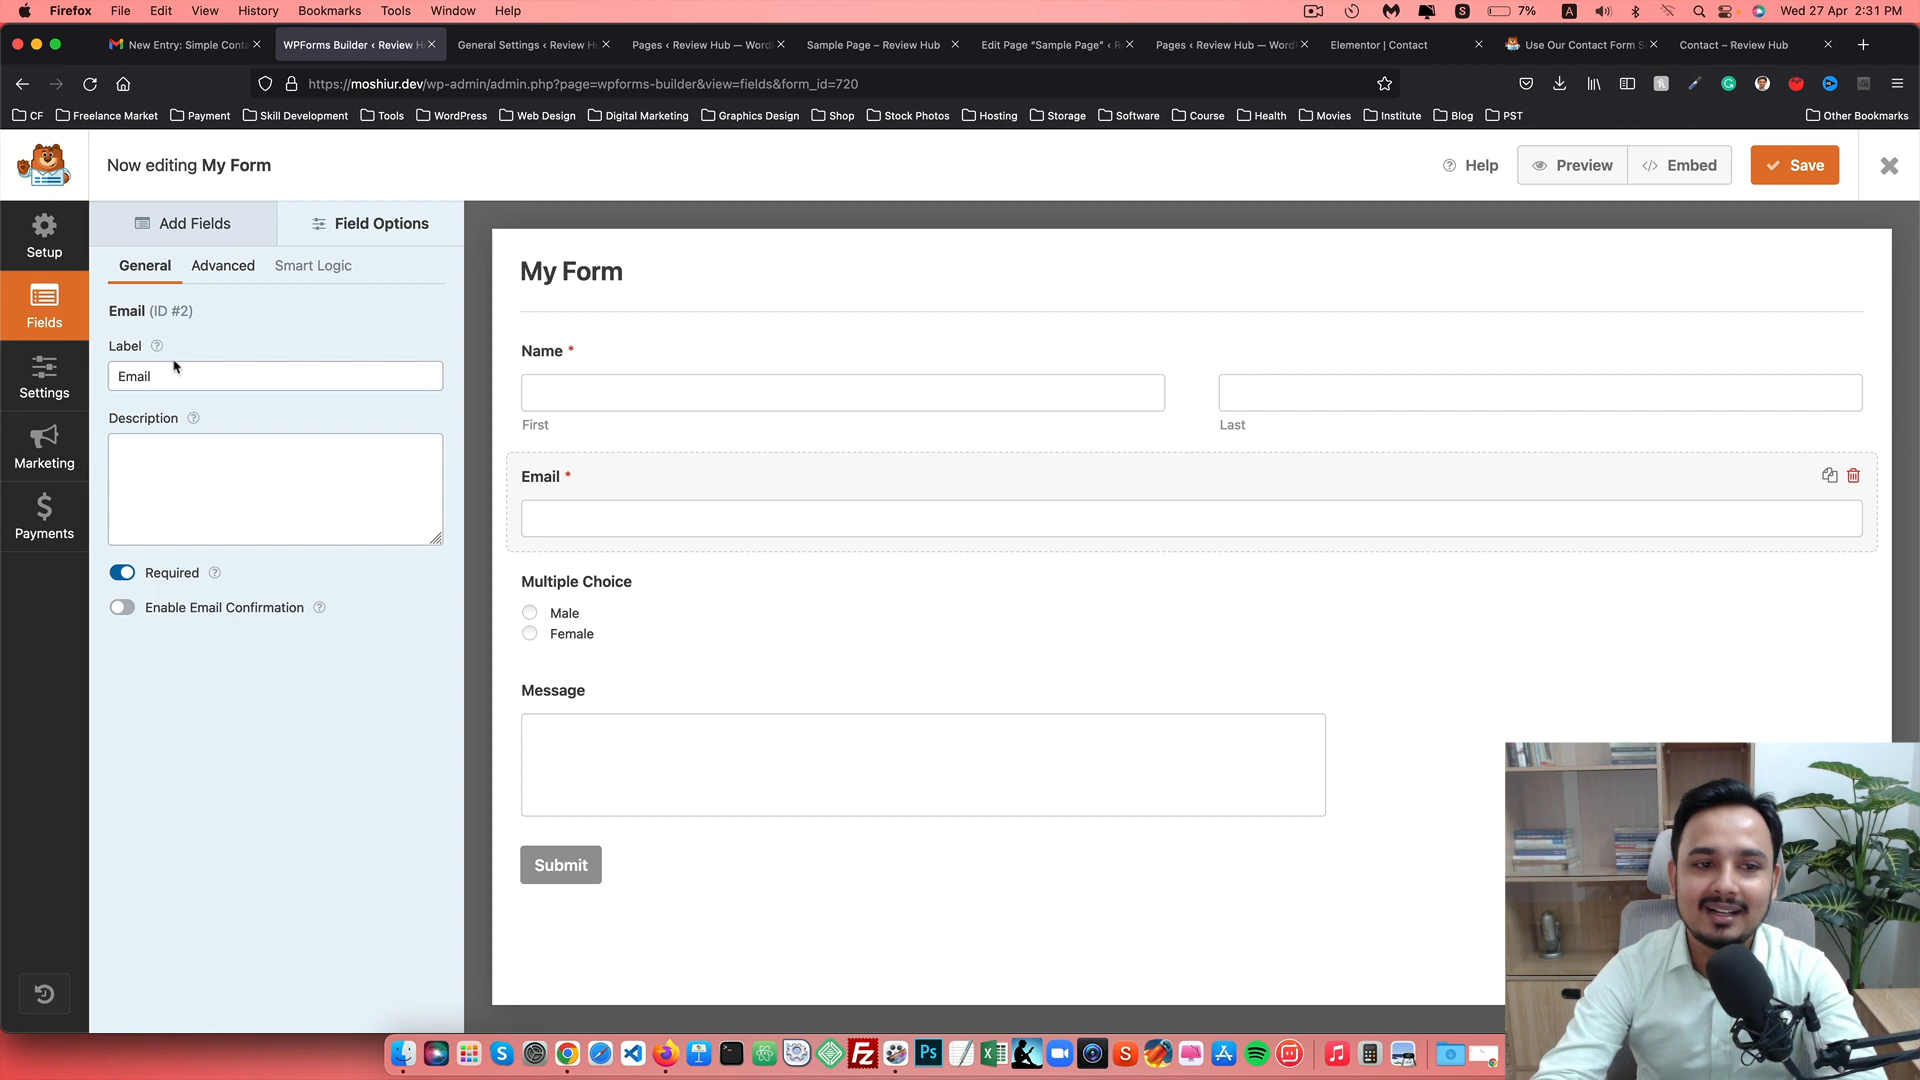 Firefox File Edit View History Bookmarks Tools Window Help 7% A Wed 27 Apr 2:31 PM
New Entry: Simple Conta WPForms Builder ‹ Review H General Settings ‹ Review Hu Pages ‹ Review Hub — Word Sample Page – Review Hub Edit Page “Sample Page” ‹ R Pages ‹ Review Hub — Word Elementor | Contact Use Our Contact Form S Contact – Review Hub
https://moshiur.dev/wp-admin/admin.php?page=wpforms-builder&view=fields&form_id=720
CF Freelance Market Payment Skill Development Tools WordPress Web Design Digital Marketing Graphics Design Shop Stock Photos Hosting Storage Software Course Health Movies Institute Blog PST Other Bookmarks
Now editing My Form
Help Preview Embed Save
Setup
Fields
Settings
Marketing
Payments
Add Fields Field Options
General Advanced Smart Logic
Email (ID #2)
Label
Email
Description
Required
Enable Email Confirmation
My Form
Name *
First Last
Email *
Multiple Choice
Male
Female
Message
Submit